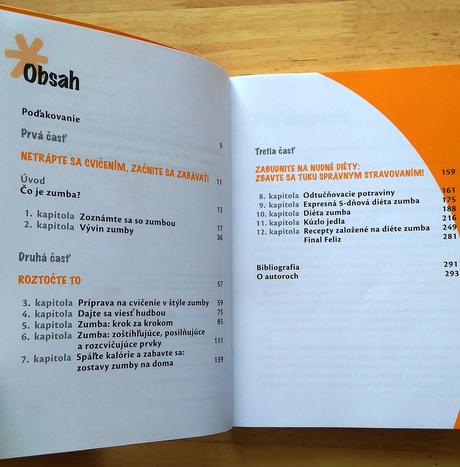 Obsah
Poďakovanie
Prvá časť 9
NETRÁPTE SA CVIČENÍM, ZAČNITE SA ZABÁVAŤ! 11
Úvod
Čo je zumba?
1. kapitola Zoznámte sa so zumbou 13
2. kapitola Vývin zumby 36
Druhá časť
ROZTOČTE TO 57
3. kapitola Príprava na cvičenie v štýle zumby 59
4. kapitola Dajte sa viesť hudbou 75
5. kapitola Zumba: krok za krokom 85
6. kapitola Zumba: zoštíhľujúce, posilňujúce
a rozcvičujúce prvky 111
7. kapitola Spáľte kalórie a zabavte sa:
zostavy zumby na doma 139
Tretia časť
ZABUDNITE NA NUDNÉ DIÉTY:
ZBAVTE SA TUKU SPRÁVNYM STRAVOVANÍM! 159
8. kapitola Odtučňovacie potraviny 161
9. kapitola Expresná 5-dňová diéta zumba 175
10. kapitola Diéta zumba 188
11. kapitola Kúzlo jedla 216
12. kapitola Recepty založené na diéte zumba 249
Final Feliz 281
Bibliografia 291
O autoroch 293